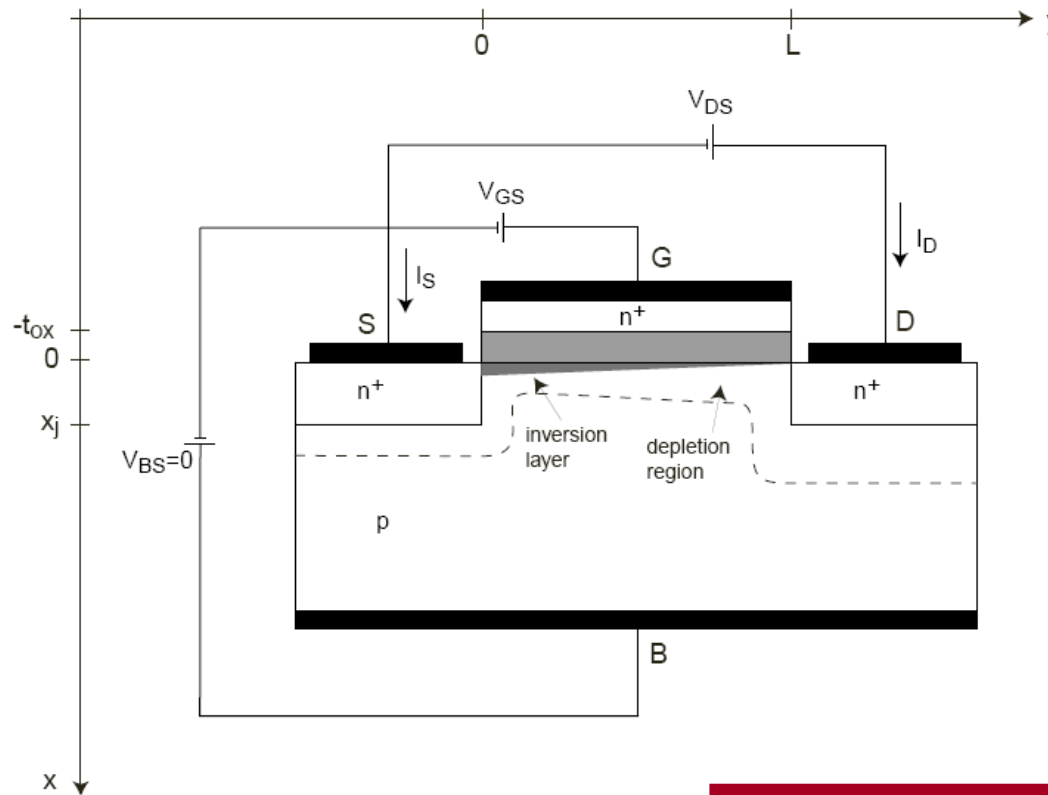 y
0
L
V_DS
V_GS
I_S
I_D
G
S
D
-t_ox
0
x_j
n+
n+
n+
inversion
layer
depletion
region
V_BS=0
p
B
x